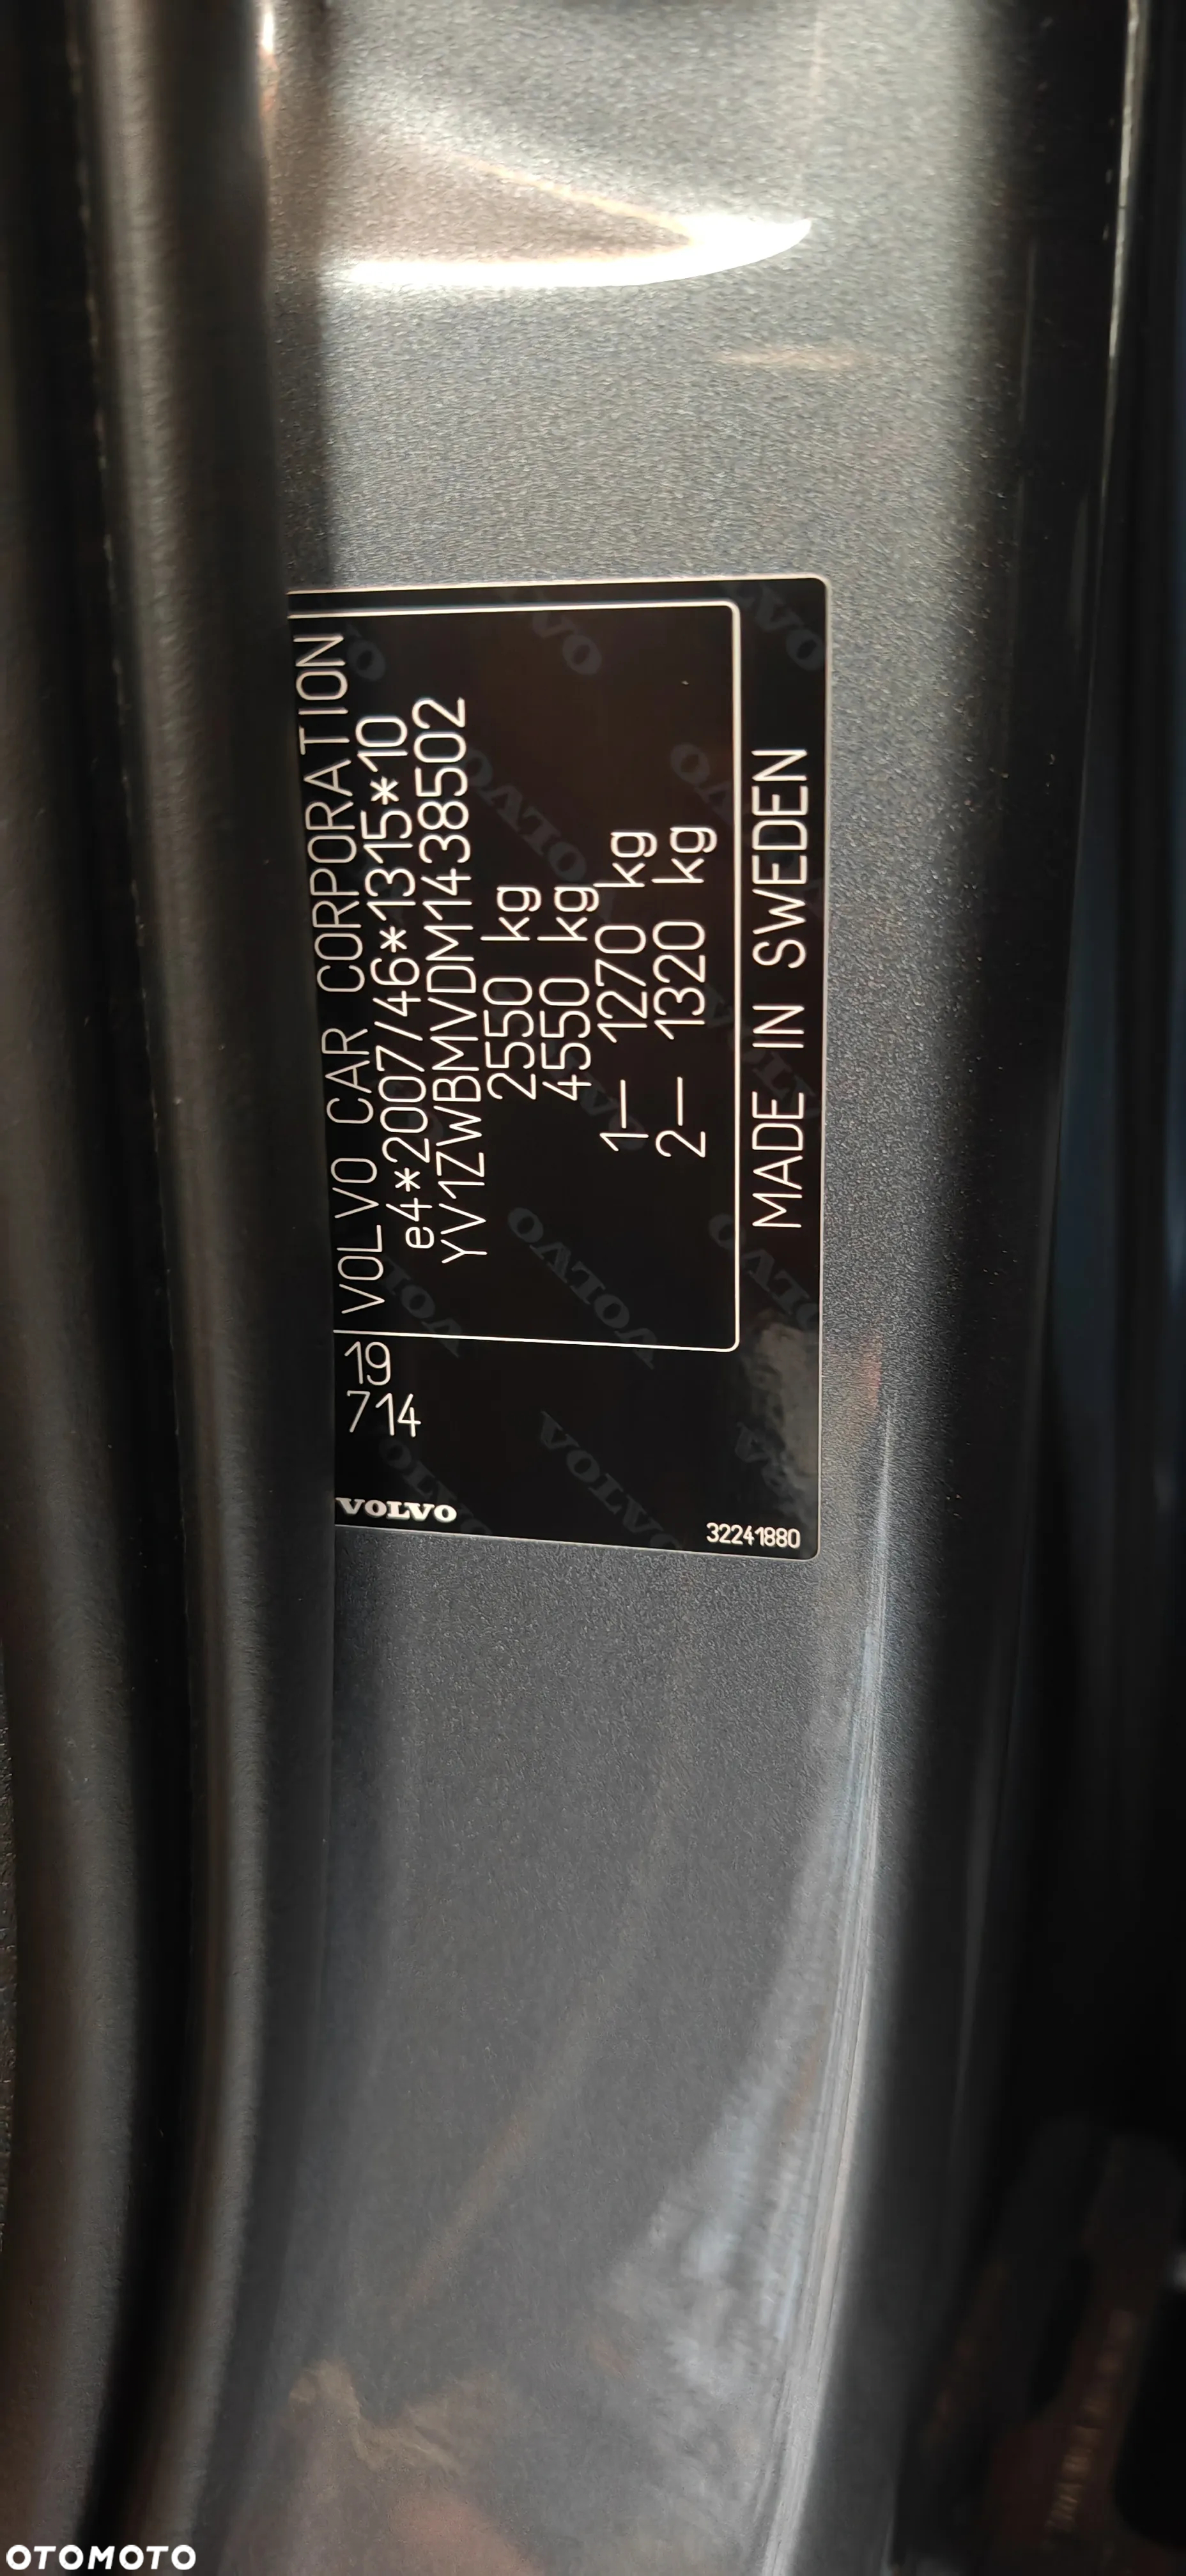 VOLVO CAR CORPORATION
e4*2007/46*1315*10
YV1ZWBMVDM1438502
2550 kg
4550 kg
1— 1270 kg
2— 1320 kg
MADE IN SWEDEN
19
714
VOLVO
32241880
OTOMOTO